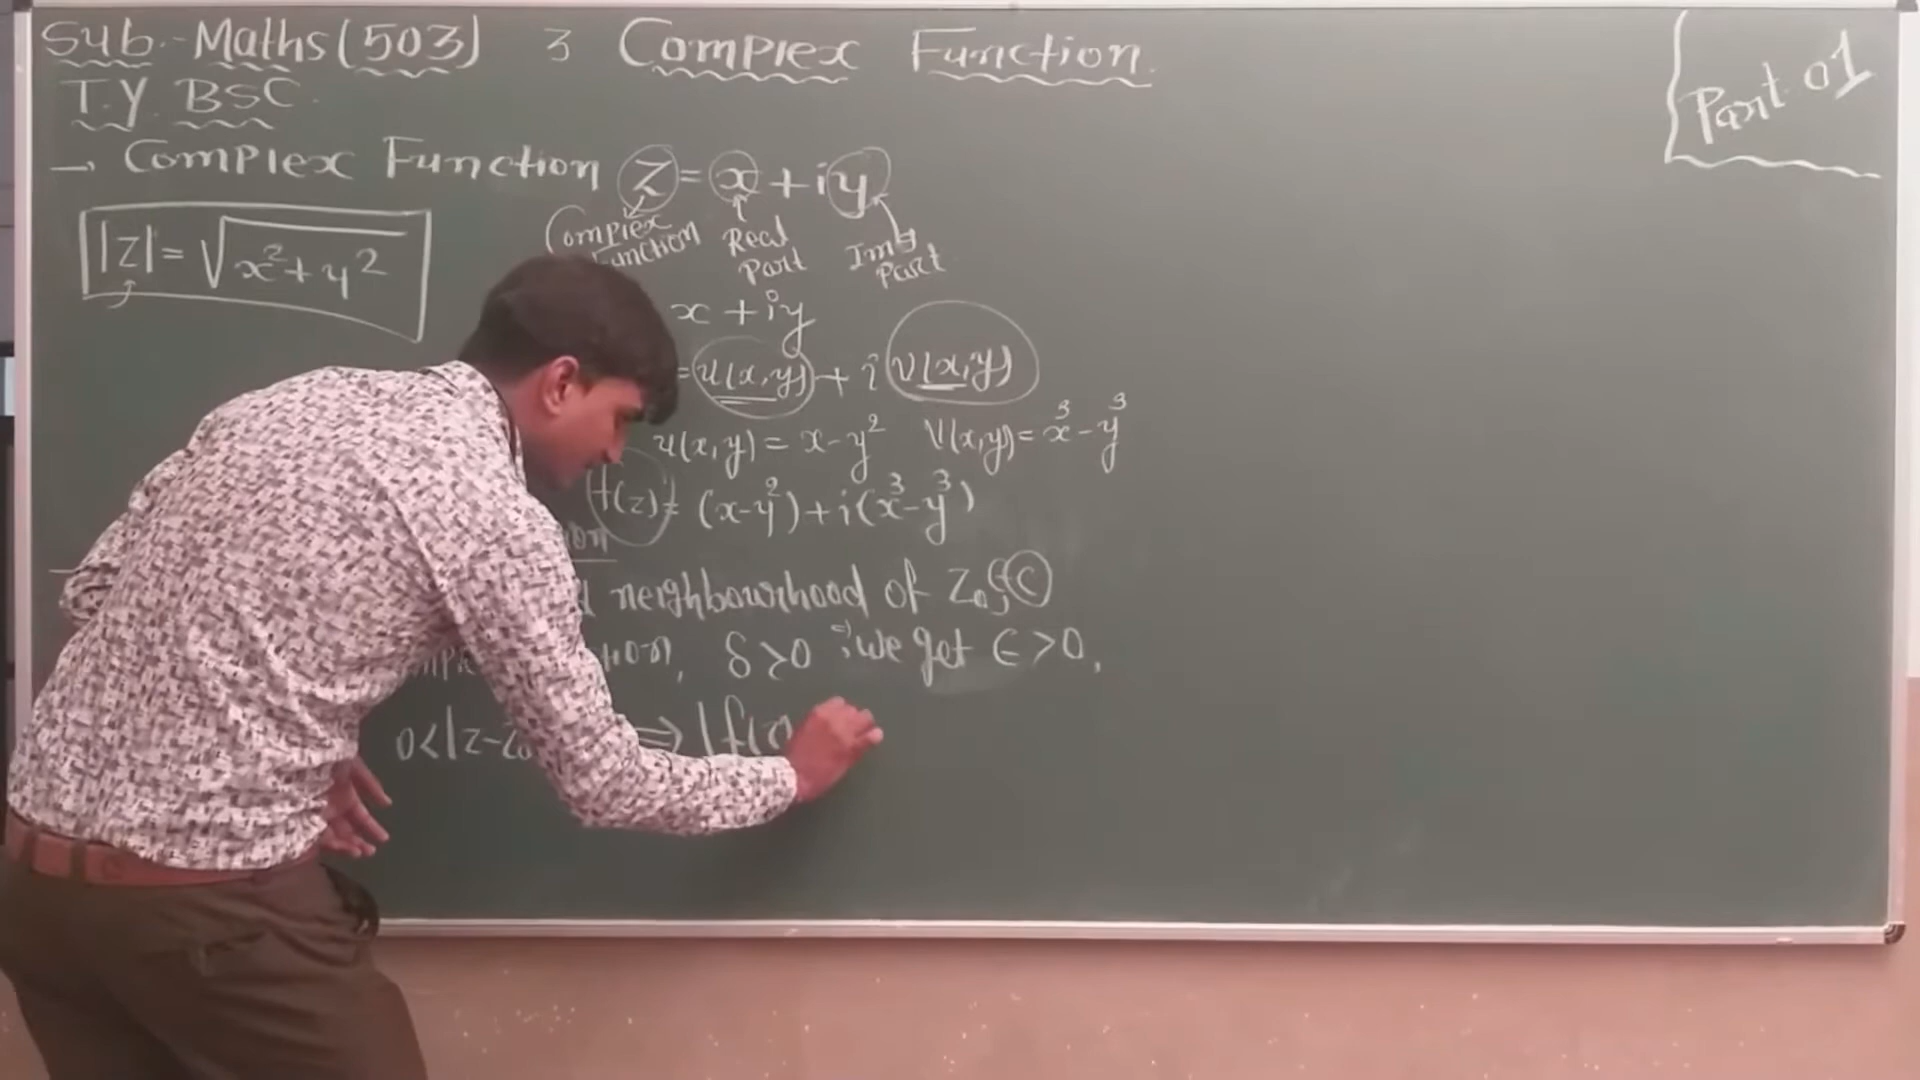 Sub.-Maths(503) 3 Complex Function.
Part 01
T.Y. BSC.
→ Complex Function Z = x + iy
Complex Function
Real Part
Img Part
|z| = √x²+y²
x + iy
= u(x,y) + i v(x,y)
u(x,y) = x-y² V(x,y) = x³-y³
f(z) = (x-y²)+i(x³-y³)
neighbourhood of Z₀ ∈ C
δ>0 we get ϵ>0,
0<|z-z₀ ⇒ |f(z)